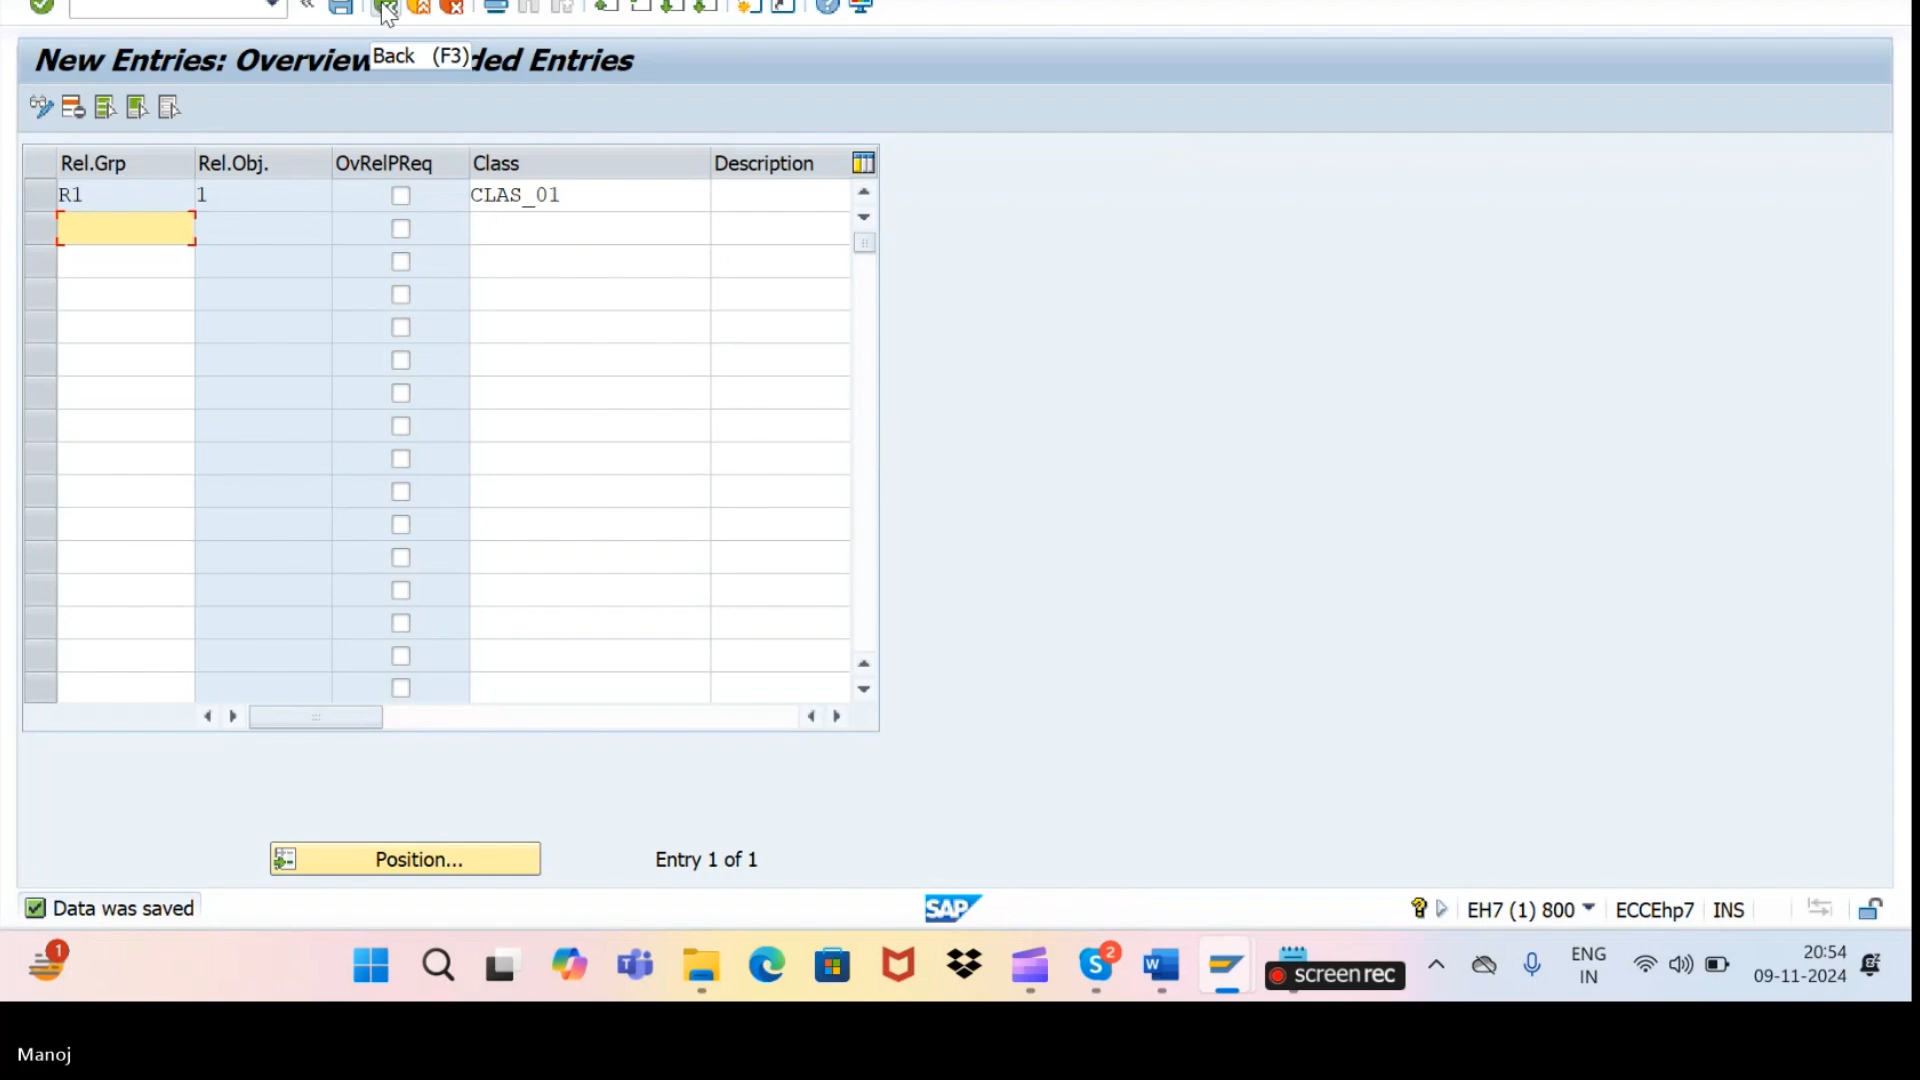 New Entries: Overview
ded Entries
Back (F3)
Rel.Grp Rel.Obj. OvRelPReq Class Description
R1 1 CLAS_01
Position... Entry 1 of 1
Data was saved SAP EH7 (1) 800 ECCEhp7 INS
1 2 W S screenrec ENG 20:54
IN 09-11-2024
Manoj